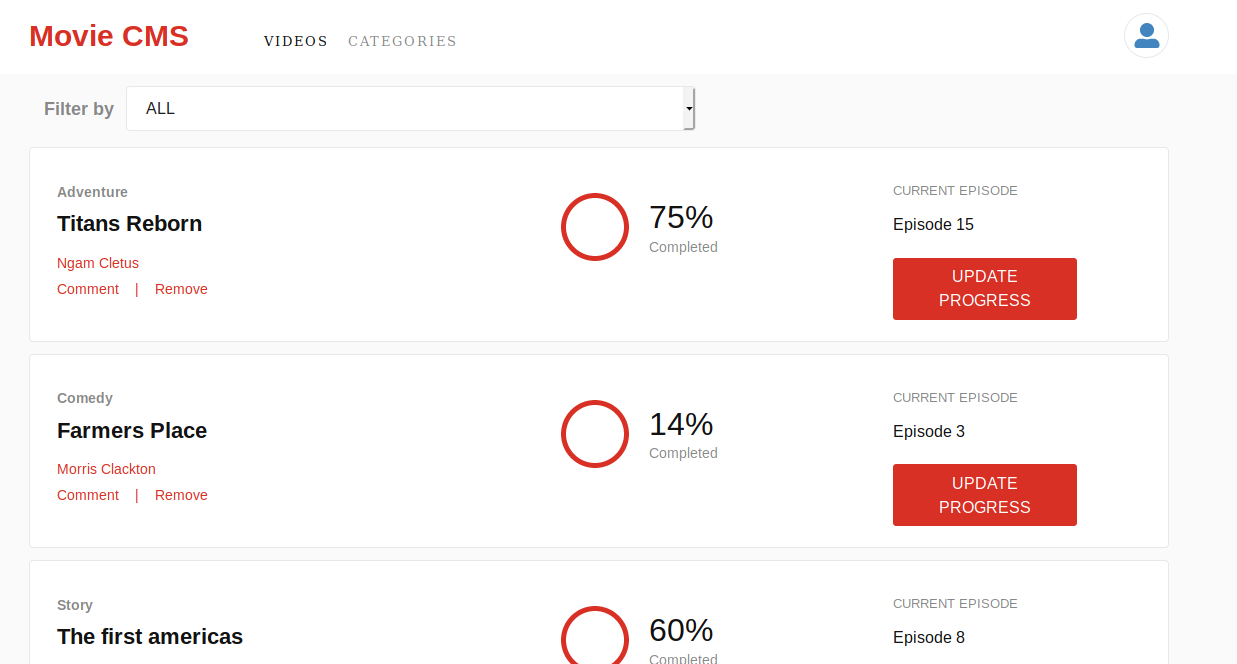 Movie CMS
VIDEOS CATEGORIES
Filter by ALL
Adventure
Titans Reborn
Ngam Cletus
Comment | Remove
75%
Completed
CURRENT EPISODE
Episode 15
UPDATE
PROGRESS
Comedy
Farmers Place
Morris Clackton
Comment | Remove
14%
Completed
CURRENT EPISODE
Episode 3
UPDATE
PROGRESS
Story
The first americas
60%
Completed
CURRENT EPISODE
Episode 8